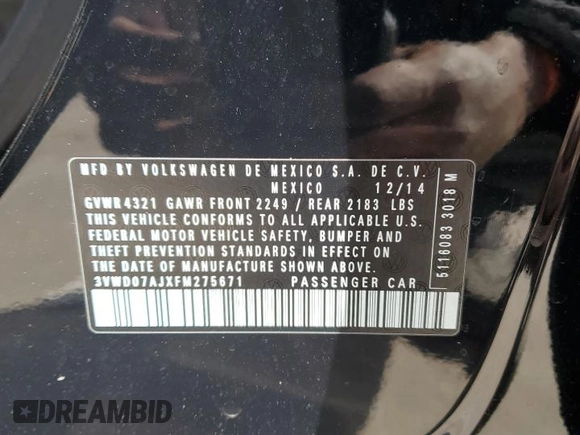 MFD BY VOLKSWAGEN DE MEXICO S.A. DE C.V.
MEXICO 12/14
GVWR4321 GAWR FRONT 2249 / REAR 2183 LBS
THIS VEHICLE CONFORMS TO ALL APPLICABLE U.S.
FEDERAL MOTOR VEHICLE SAFETY, BUMPER AND
THEFT PREVENTION STANDARDS IN EFFECT ON
THE DATE OF MANUFACTURE SHOWN ABOVE.
3VWD07AJXFM275671 PASSENGER CAR
5116083 3018 M
DREAMBID